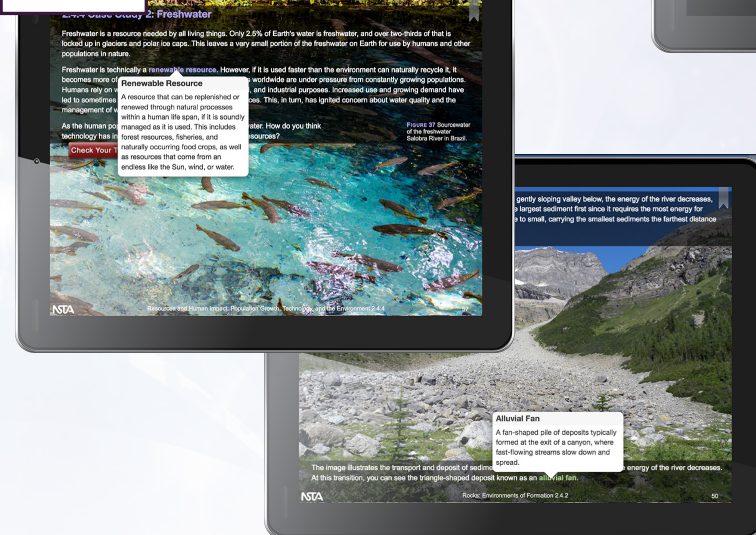 2.4.4 Case Study 2: Freshwater
Freshwater is a resource needed by all living things. Only 2.5% of Earth's water is freshwater, and over two-thirds of that is
locked up in glaciers and polar ice caps. This leaves a very small portion of the freshwater on Earth for use by humans and other
populations in nature.
Freshwater is technically a renewable resource. However, if it is used faster than the environment can naturally recycle it, it
becomes more of worldwide are under pressure from constantly growing populations.
Humans rely on w and industrial purposes. Increased use and growing demand have
led to sometimes ces. This, in turn, has ignited concern about water quality and the
management of w
As the human pop ater. How do you think
technology has in sources?
Check Your T
Renewable Resource
A resource that can be replenished or
renewed through natural processes
within a human life span, if it is soundly
managed as it is used. This includes
forest resources, fisheries, and
naturally occurring food crops, as well
as resources that come from an
endless like the Sun, wind, or water.
FIGURE 37 Sourcewater
of the freshwater
Salobra River in Brazil.
NSTA
Resources and Human Impact: Population Growth, Technology, and the Environment 2.4.4
gently sloping valley below, the energy of the river decreases,
largest sediment first since it requires the most energy for
to small, carrying the smallest sediments the farthest distance
Alluvial Fan
A fan-shaped pile of deposits typically
formed at the exit of a canyon, where
fast-flowing streams slow down and
spread.
The image illustrates the transport and deposit of sedime e energy of the river decreases.
At this transition, you can see the triangle-shaped deposit known as an alluvial fan.
NSTA
Rocks: Environments of Formation 2.4.2
50